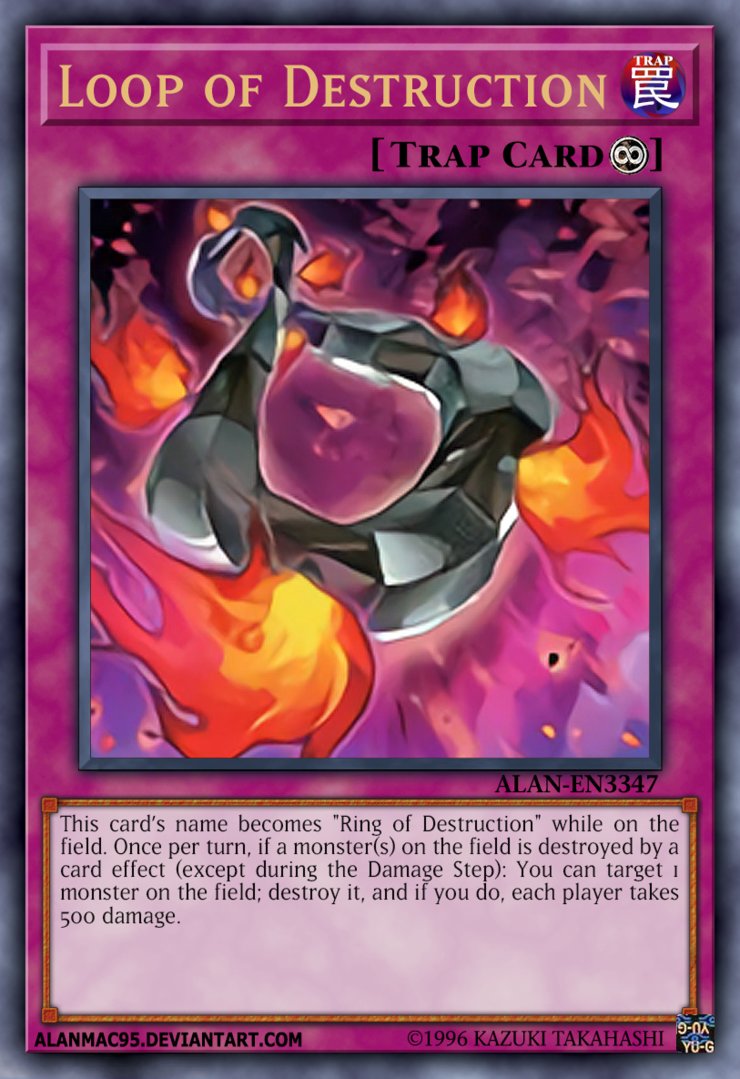 Loop of Destruction
TRAP
罠
[Trap Card]
ALAN-EN3347
This card's name becomes "Ring of Destruction" while on the
field. Once per turn, if a monster(s) on the field is destroyed by a
card effect (except during the Damage Step): You can target 1
monster on the field; destroy it, and if you do, each player takes
500 damage.
ALANMAC95.DEVIANTART.COM
©1996 KAZUKI TAKAHASHI
YU-G
YU-G